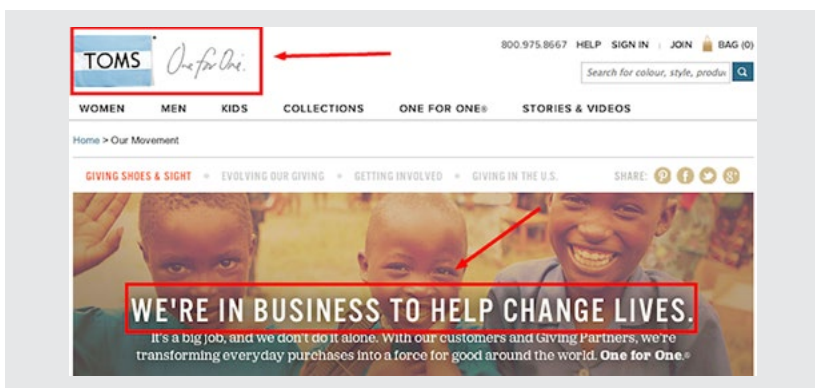 TOMS One for One.
800.975.8667 HELP SIGN IN | JOIN BAG (0)
Search for colour, style, produ
WOMEN MEN KIDS COLLECTIONS ONE FOR ONE® STORIES & VIDEOS
Home > Our Movement
GIVING SHOES & SIGHT • EVOLVING OUR GIVING • GETTING INVOLVED • GIVING IN THE U.S. SHARE:
WE'RE IN BUSINESS TO HELP CHANGE LIVES.
It's a big job, and we don't do it alone. With our customers and Giving Partners, we're
transforming everyday purchases into a force for good around the world. One for One.®